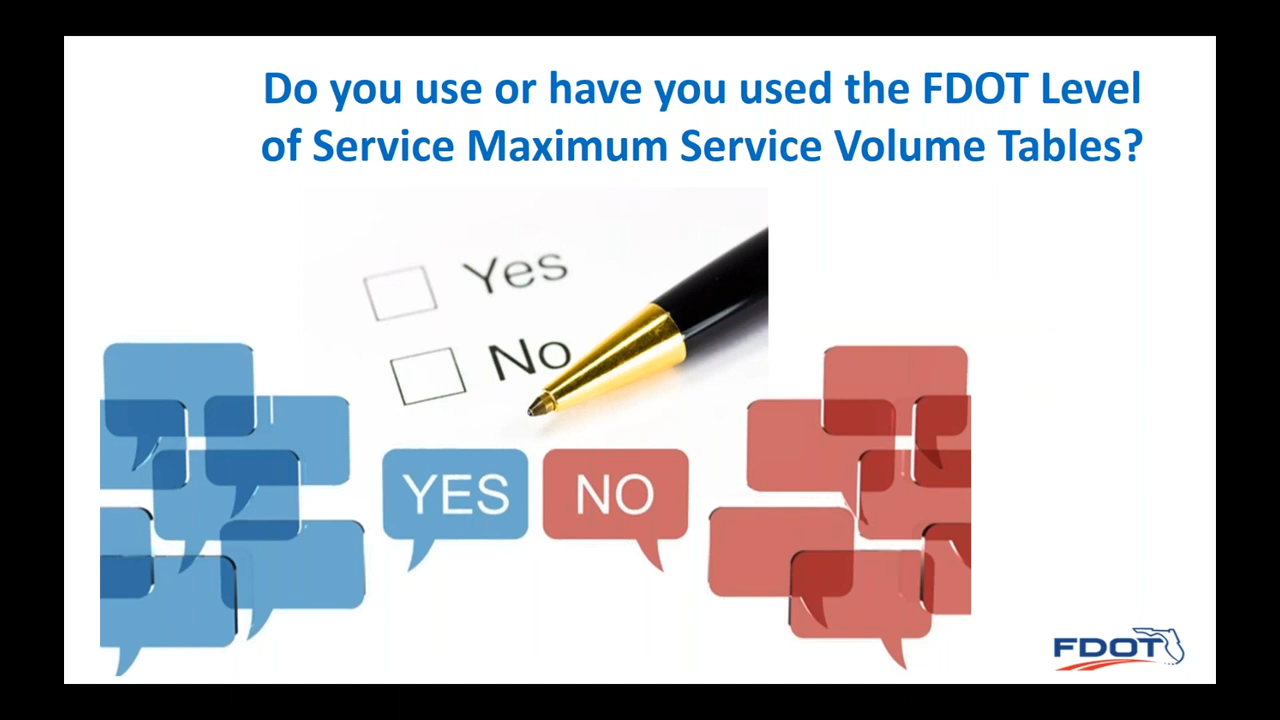 Do you use or have you used the FDOT Level
of Service Maximum Service Volume Tables?
Yes
No
YES
NO
FDOT